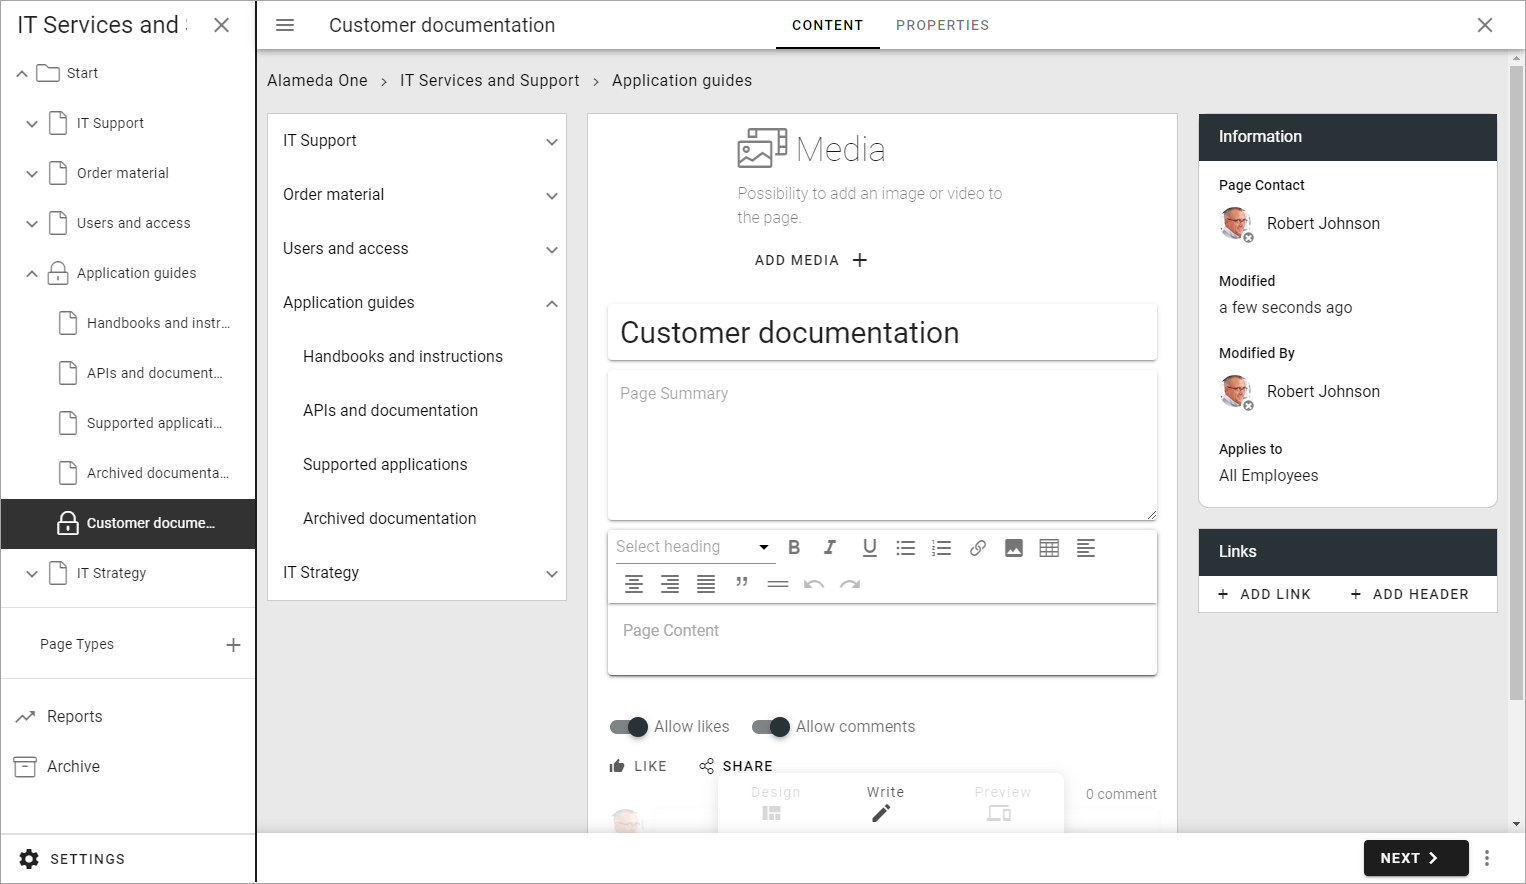 IT Services and
Start
IT Support
Order material
Users and access
Application guides
Handbooks and instr...
APIs and document...
Supported applicati...
Archived documenta...
Customer docume...
IT Strategy
Page Types
Reports
Archive
SETTINGS
Customer documentation
CONTENT PROPERTIES
Alameda One > IT Services and Support > Application guides
IT Support
Order material
Users and access
Application guides
Handbooks and instructions
APIs and documentation
Supported applications
Archived documentation
IT Strategy
Media
Possibility to add an image or video to
the page.
ADD MEDIA +
Customer documentation
Page Summary
Select heading B I U
Page Content
Allow likes Allow comments
LIKE SHARE
Design Write Preview
0 comment
Information
Page Contact
Robert Johnson
Modified
a few seconds ago
Modified By
Robert Johnson
Applies to
All Employees
Links
+ ADD LINK + ADD HEADER
NEXT